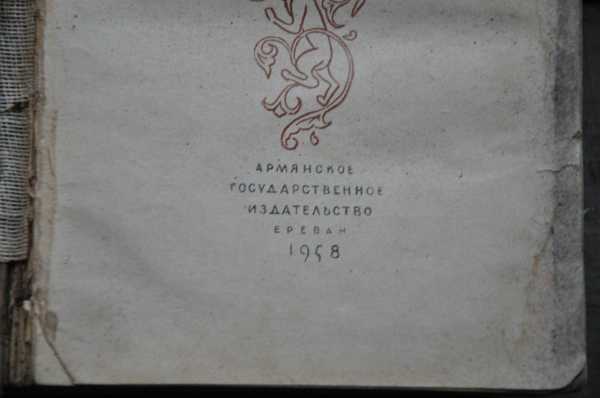 АРМЯНСКОЕ
ГОСУДАРСТВЕННОЕ
ИЗДАТЕЛЬСТВО
ЕРЕВАН
1958